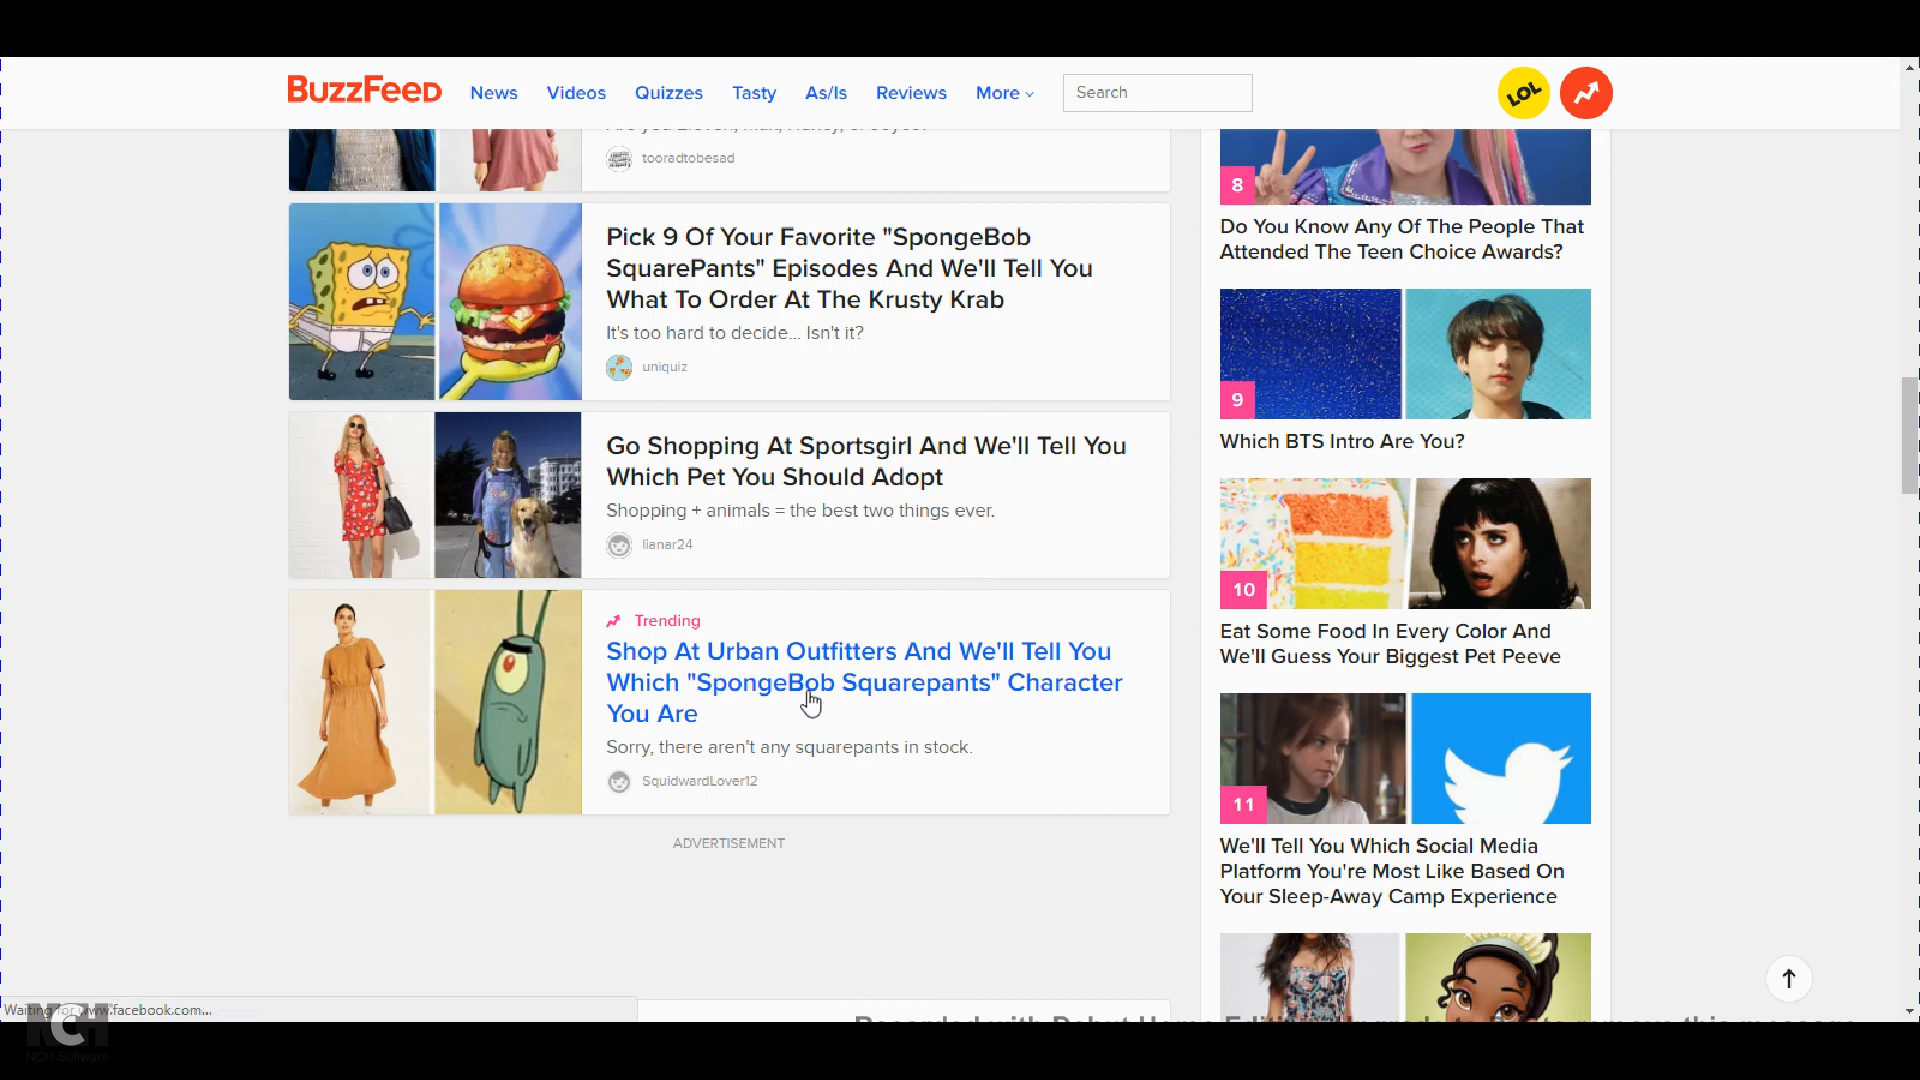 BuzzFeed
News
Videos
Quizzes
Tasty
As/Is
Reviews
More
Search
LOL
tooradtobesad
Pick 9 Of Your Favorite "SpongeBob
SquarePants" Episodes And We'll Tell You
What To Order At The Krusty Krab
It's too hard to decide... Isn't it?
uniquiz
Go Shopping At Sportsgirl And We'll Tell You
Which Pet You Should Adopt
Shopping + animals = the best two things ever.
lianar24
Trending
Shop At Urban Outfitters And We'll Tell You
Which "SpongeBob Squarepants" Character
You Are
Sorry, there aren't any squarepants in stock.
SquidwardLover12
ADVERTISEMENT
8
Do You Know Any Of The People That
Attended The Teen Choice Awards?
9
Which BTS Intro Are You?
10
Eat Some Food In Every Color And
We'll Guess Your Biggest Pet Peeve
11
We'll Tell You Which Social Media
Platform You're Most Like Based On
Your Sleep-Away Camp Experience
Waiting for www.facebook.com...
NCH
NCH Software